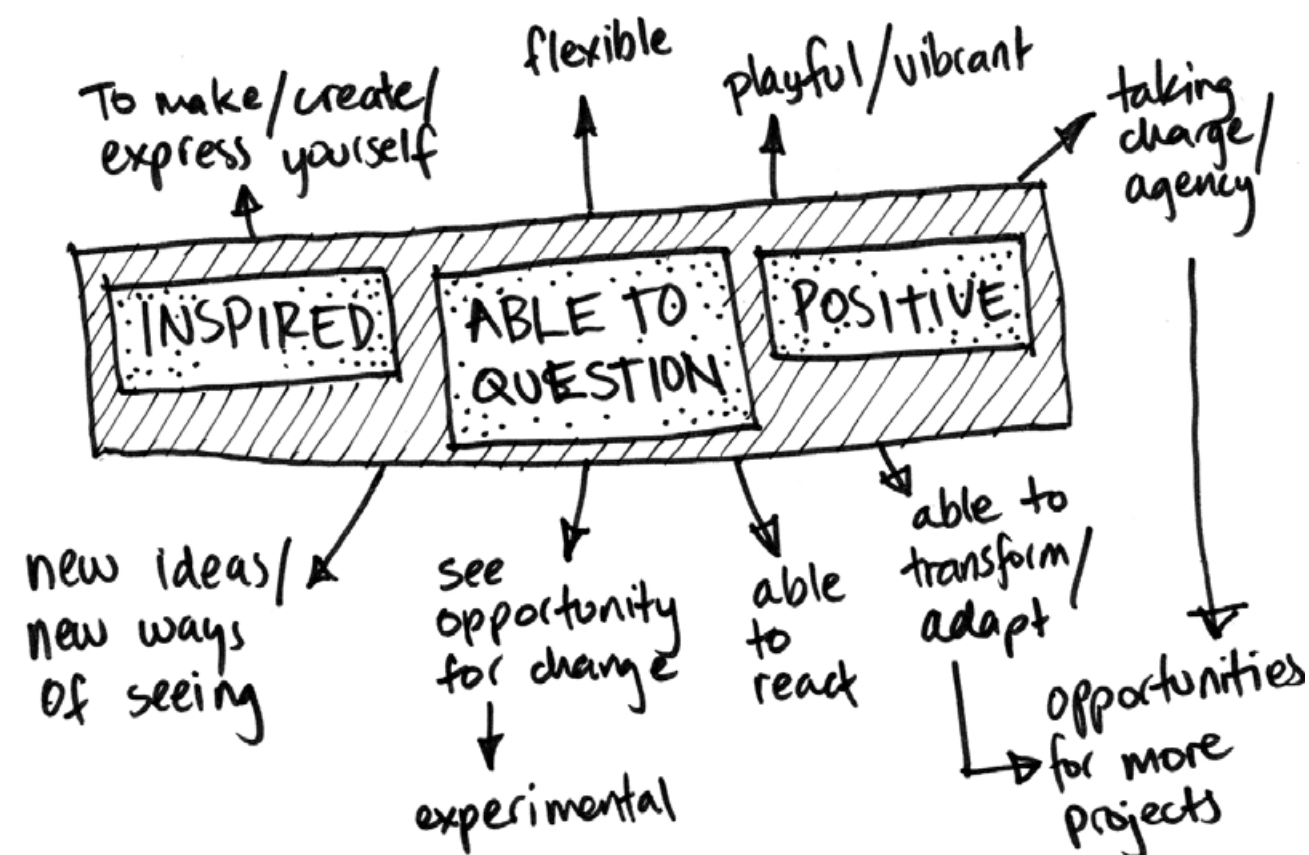 To make/create/
express yourself
flexible
playful/vibrant
taking
charge/
agency
INSPIRED
ABLE TO
QUESTION
POSITIVE
new ideas/
new ways
of seeing
see
opportunity
for change
experimental
able
to
react
able to
transform/
adapt
opportunities
for more
projects